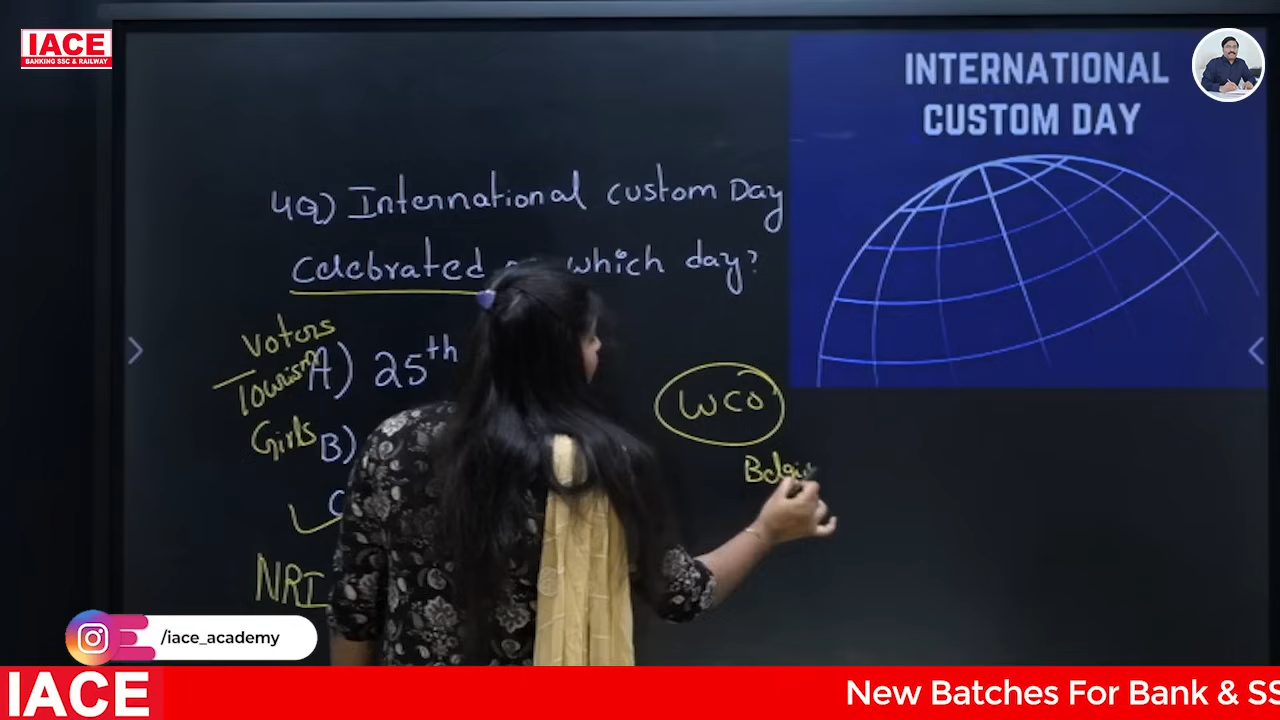 IACE
BANKING SSC & RAILWAY
INTERNATIONAL
CUSTOM DAY
4Q) International custom Day
Celebrated which day?
Voters
Tourism
Girls
A) 25th
B)
C
NRI
WCO
Belgi
/iace_academy
IACE
New Batches For Bank & SS